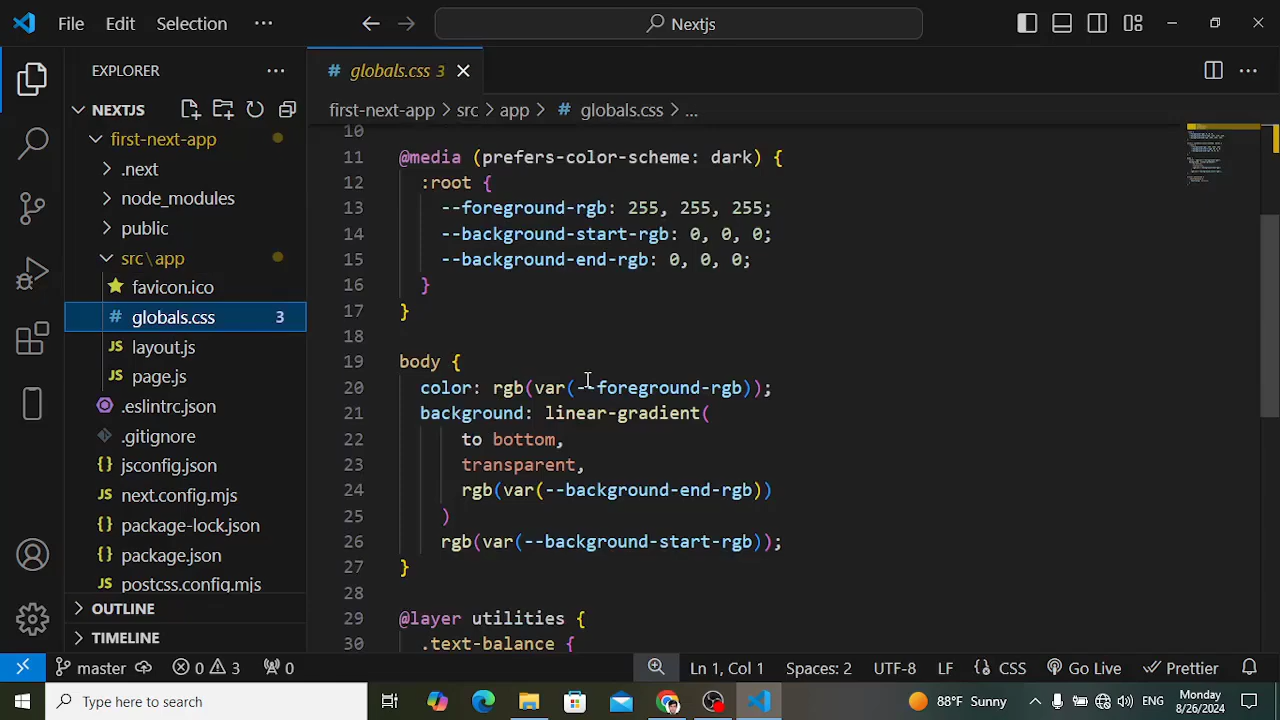 File Edit Selection ··· Nextjs
EXPLORER ···
NEXTJS
first-next-app
.next
node_modules
public
src\app
favicon.ico
globals.css 3
layout.js
page.js
.eslintrc.json
.gitignore
jsconfig.json
next.config.mjs
package-lock.json
package.json
postcss.config.mjs
OUTLINE
TIMELINE
# globals.css 3
first-next-app > src > app > # globals.css > ...
10
11 @media (prefers-color-scheme: dark) {
12 :root {
13 --foreground-rgb: 255, 255, 255;
14 --background-start-rgb: 0, 0, 0;
15 --background-end-rgb: 0, 0, 0;
16 }
17 }
18
19 body {
20 color: rgb(var(--foreground-rgb));
21 background: linear-gradient(
22 to bottom,
23 transparent,
24 rgb(var(--background-end-rgb))
25 )
26 rgb(var(--background-start-rgb));
27 }
28
29 @layer utilities {
30 .text-balance {
master 0 3 0 Ln 1, Col 1 Spaces: 2 UTF-8 LF CSS Go Live Prettier
Type here to search 88°F Sunny ENG Monday 8/26/2024